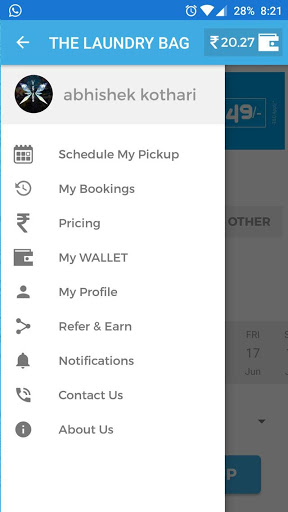 28% 8:21
THE LAUNDRY BAG
₹ 20.27
abhishek kothari
49/-
Schedule My Pickup
My Bookings
Pricing
OTHER
My WALLET
My Profile
Refer & Earn
FRI
17
Jun
Notifications
Contact Us
About Us
P